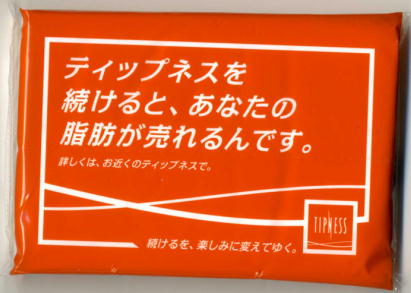 ティップネスを
続けると、あなたの
脂肪が売れるんです。
詳しくは、お近くのティップネスで。
TIPNESS
続けるを、楽しみに変えてゆく。